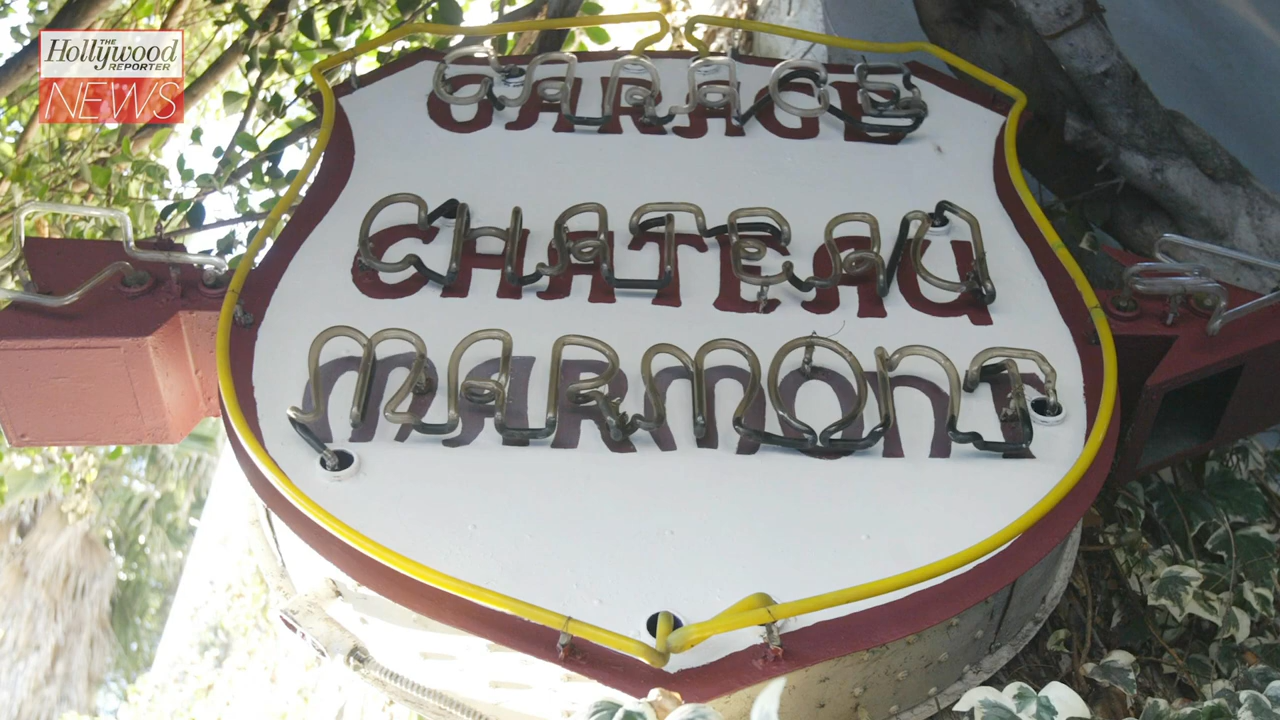 THE
Hollywood
REPORTER
NEWS
GARAGE
CHATEAU
MARMONT